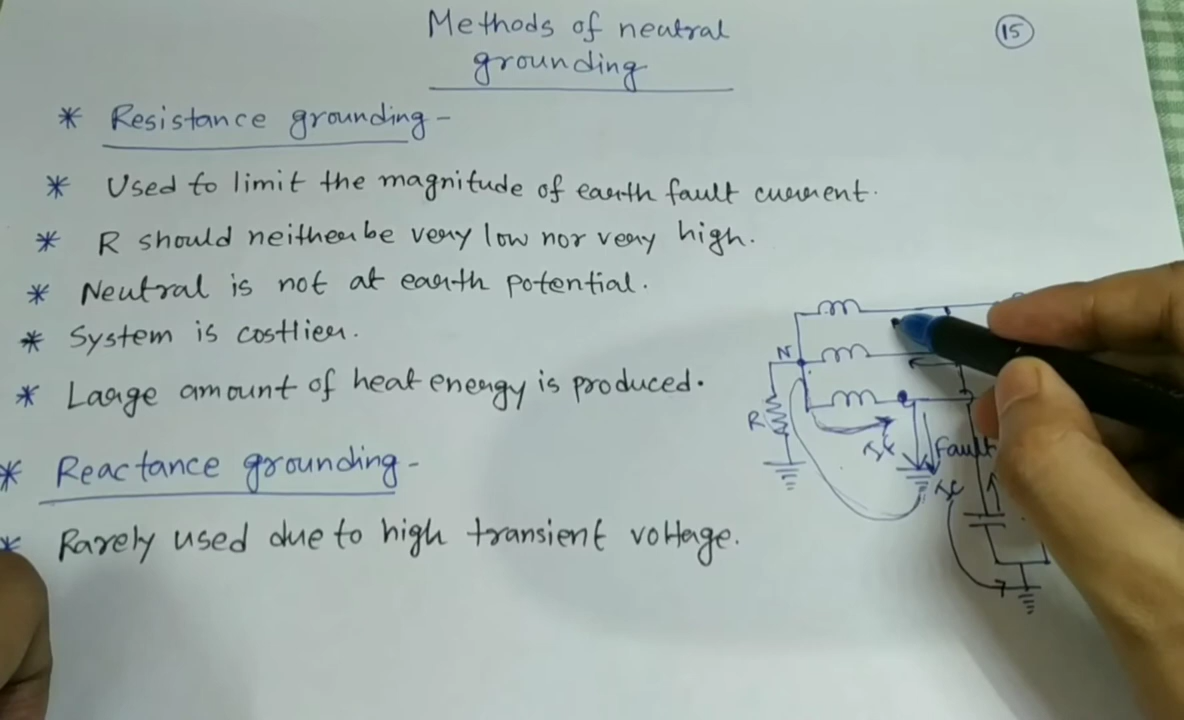 Methods of neutral
grounding
15
* Resistance grounding -
* Used to limit the magnitude of earth fault current.
* R should neither be very low nor very high.
* Neutral is not at earth potential.
* System is costlier.
* Large amount of heat energy is produced.
N
R
Fault
* Reactance grounding -
* Rarely used due to high transient voltage.